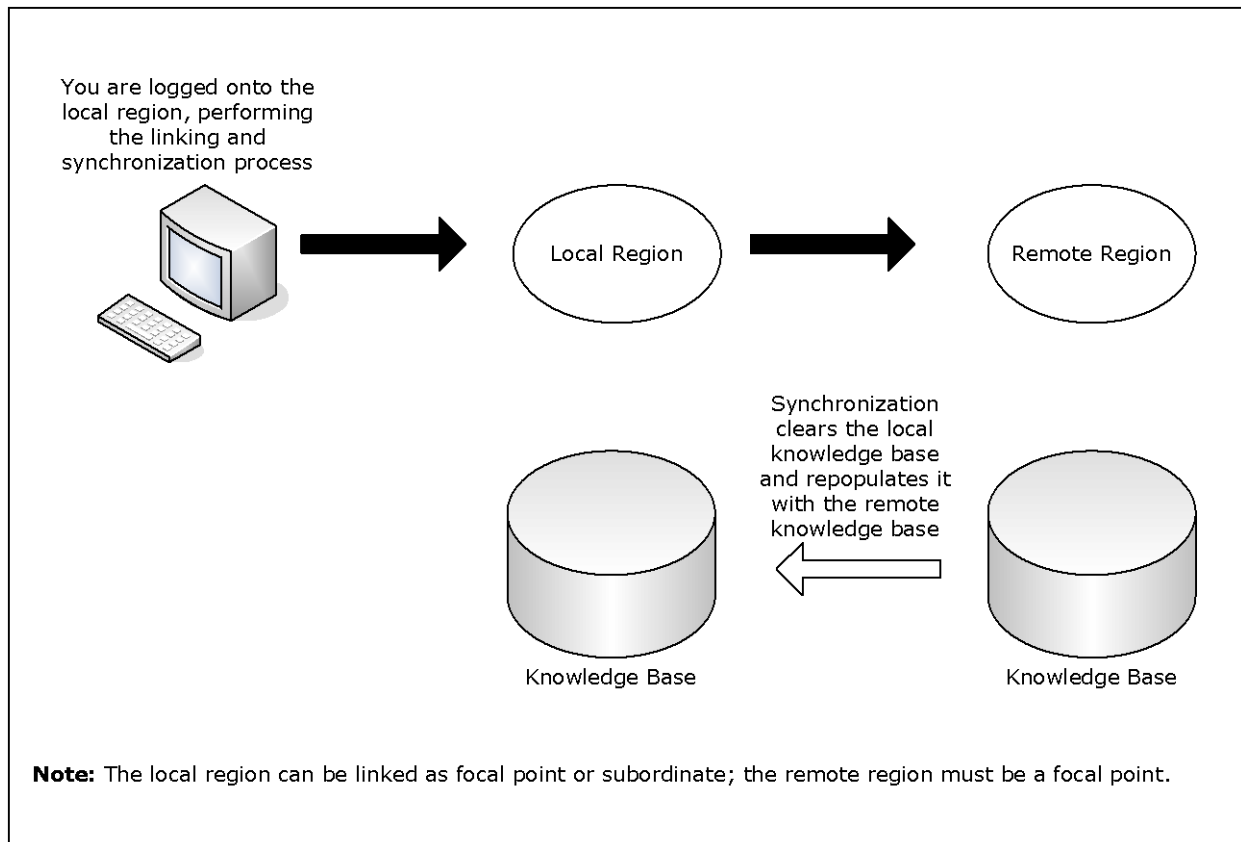 You are logged onto the
local region, performing
the linking and
synchronization process
Local Region
Remote Region
Synchronization
clears the local
knowledge base
and repopulates it
with the remote
knowledge base
Knowledge Base
Knowledge Base
Note: The local region can be linked as focal point or subordinate; the remote region must be a focal point.